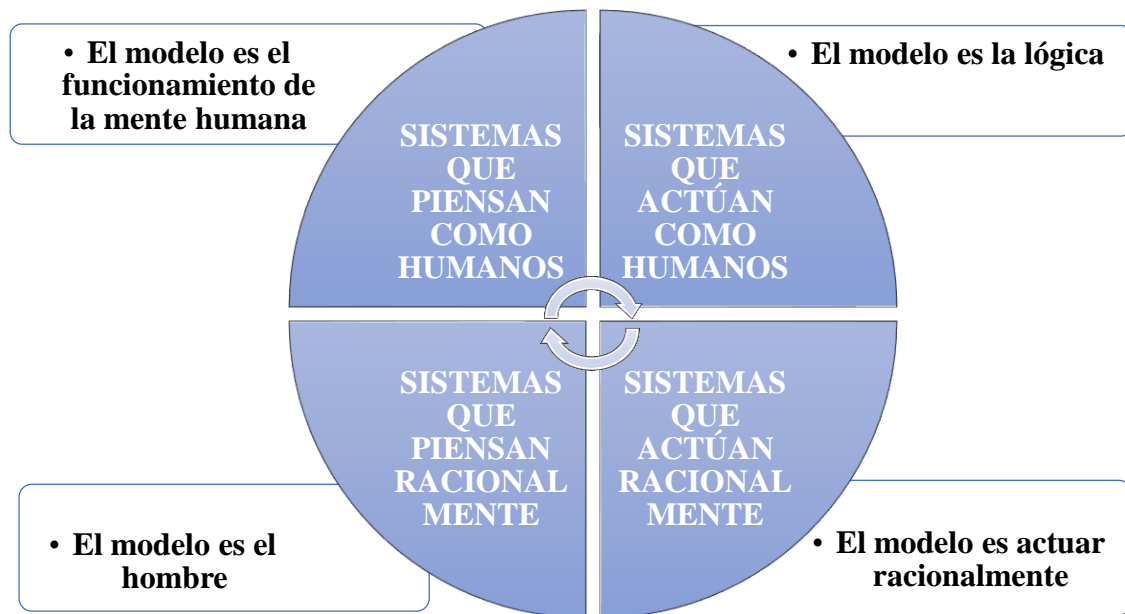 • El modelo es el
funcionamiento de
la mente humana
• El modelo es la lógica
SISTEMAS
QUE
PIENSAN
COMO
HUMANOS
SISTEMAS
QUE
ACTÚAN
COMO
HUMANOS
SISTEMAS
QUE
PIENSAN
RACIONAL
MENTE
SISTEMAS
QUE
ACTÚAN
RACIONAL
MENTE
• El modelo es el
hombre
• El modelo es actuar
racionalmente